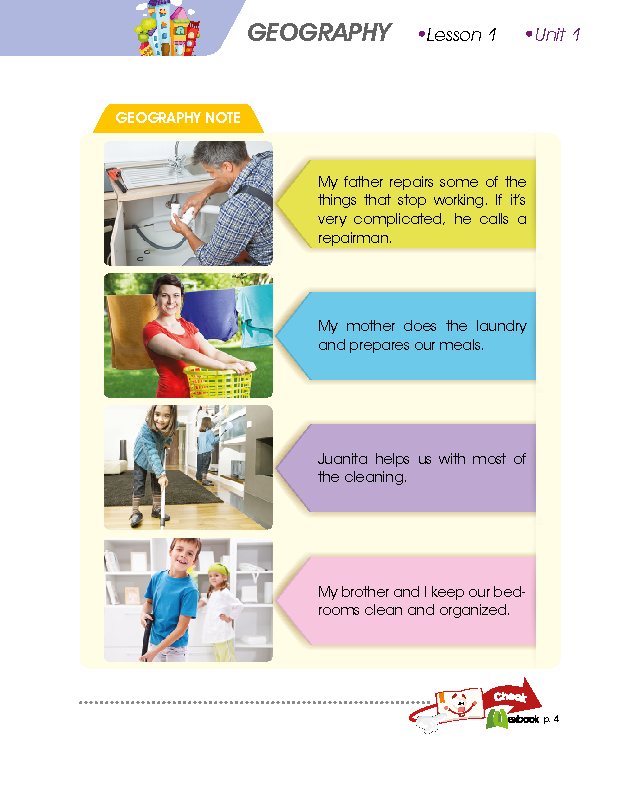 GEOGRAPHY •Lesson 1 •Unit 1
GEOGRAPHY NOTE
My father repairs some of the
things that stop working. If it's
very complicated, he calls a
repairman.
My mother does the laundry
and prepares our meals.
Juanita helps us with most of
the cleaning.
My brother and I keep our bed-
rooms clean and organized.
Check
p. 4